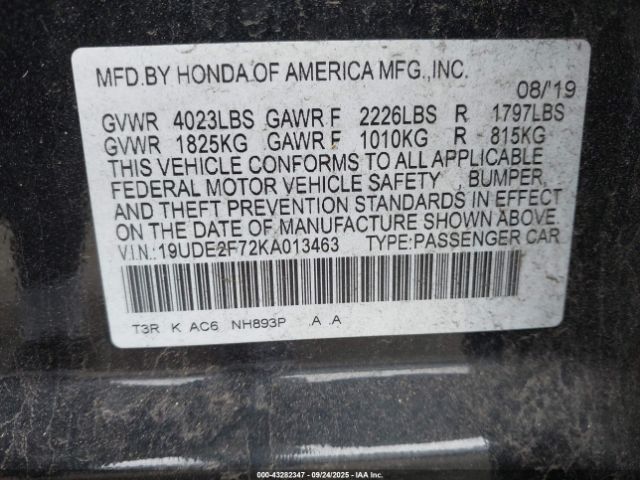 MFD.BY HONDA OF AMERICA MFG.,INC.
08/'19
GVWR 4023LBS GAWR F 2226LBS R 1797LBS
GVWR 1825KG GAWR F 1010KG R 815KG
THIS VEHICLE CONFORMS TO ALL APPLICABLE
FEDERAL MOTOR VEHICLE SAFETY , BUMPER,
AND THEFT PREVENTION STANDARDS IN EFFECT
ON THE DATE OF MANUFACTURE SHOWN ABOVE.
V.I.N.: 19UDE2F72KA013463 TYPE:PASSENGER CAR
T3R K AC6 NH893P .A .A
000-43282347 | 09/24/2025 | IAA Inc.